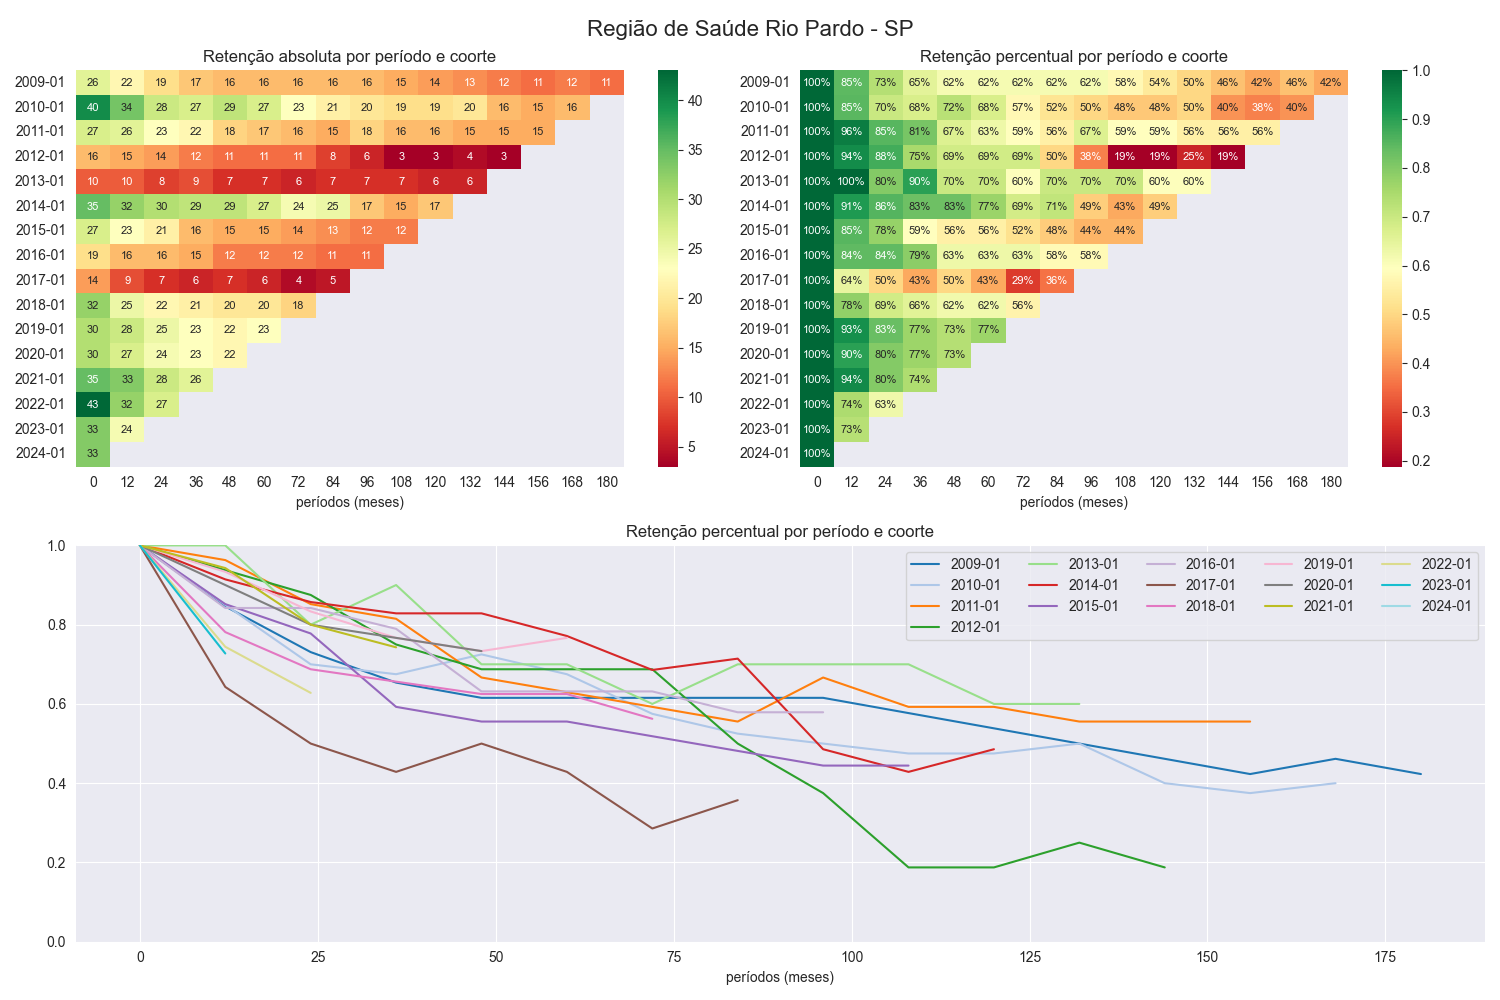 Região de Saúde Rio Pardo - SP
Retenção absoluta por período e coorte
2009-01 26 22 19 17 16 16 16 16 16 15 14 13 12 11 12 11
2010-01 40 34 28 27 29 27 23 21 20 19 19 20 16 15 16
2011-01 27 26 23 22 18 17 16 15 18 16 16 15 15 15
2012-01 16 15 14 12 11 11 11 8 6 3 3 4 3
2013-01 10 10 8 9 7 7 6 7 7 7 6 6
2014-01 35 32 30 29 29 27 24 25 17 15 17
2015-01 27 23 21 16 15 15 14 13 12 12
2016-01 19 16 16 15 12 12 12 11 11
2017-01 14 9 7 6 7 6 4 5
2018-01 32 25 22 21 20 20 18
2019-01 30 28 25 23 22 23
2020-01 30 27 24 23 22
2021-01 35 33 28 26
2022-01 43 32 27
2023-01 33 24
2024-01 33
0 12 24 36 48 60 72 84 96 108 120 132 144 156 168 180
períodos (meses)
40
35
30
25
20
15
10
5
Retenção percentual por período e coorte
2009-01 100% 85% 73% 65% 62% 62% 62% 62% 62% 58% 54% 50% 46% 42% 46% 42%
2010-01 100% 85% 70% 68% 72% 68% 57% 52% 50% 48% 48% 50% 40% 38% 40%
2011-01 100% 96% 85% 81% 67% 63% 59% 56% 67% 59% 59% 56% 56% 56%
2012-01 100% 94% 88% 75% 69% 69% 69% 50% 38% 19% 19% 25% 19%
2013-01 100% 100% 80% 90% 70% 70% 60% 70% 70% 70% 60% 60%
2014-01 100% 91% 86% 83% 83% 77% 69% 71% 49% 43% 49%
2015-01 100% 85% 78% 59% 56% 56% 52% 48% 44% 44%
2016-01 100% 84% 84% 79% 63% 63% 63% 58% 58%
2017-01 100% 64% 50% 43% 50% 43% 29% 36%
2018-01 100% 78% 69% 66% 62% 62% 56%
2019-01 100% 93% 83% 77% 73% 77%
2020-01 100% 90% 80% 77% 73%
2021-01 100% 94% 80% 74%
2022-01 100% 74% 63%
2023-01 100% 73%
2024-01 100%
0 12 24 36 48 60 72 84 96 108 120 132 144 156 168 180
períodos (meses)
1.0
0.9
0.8
0.7
0.6
0.5
0.4
0.3
0.2
Retenção percentual por período e coorte
1.0
0.8
0.6
0.4
0.2
0.0
2009-01 2013-01 2016-01 2019-01 2022-01
2010-01 2014-01 2017-01 2020-01 2023-01
2011-01 2015-01 2018-01 2021-01 2024-01
2012-01
0 25 50 75 100 125 150 175
períodos (meses)